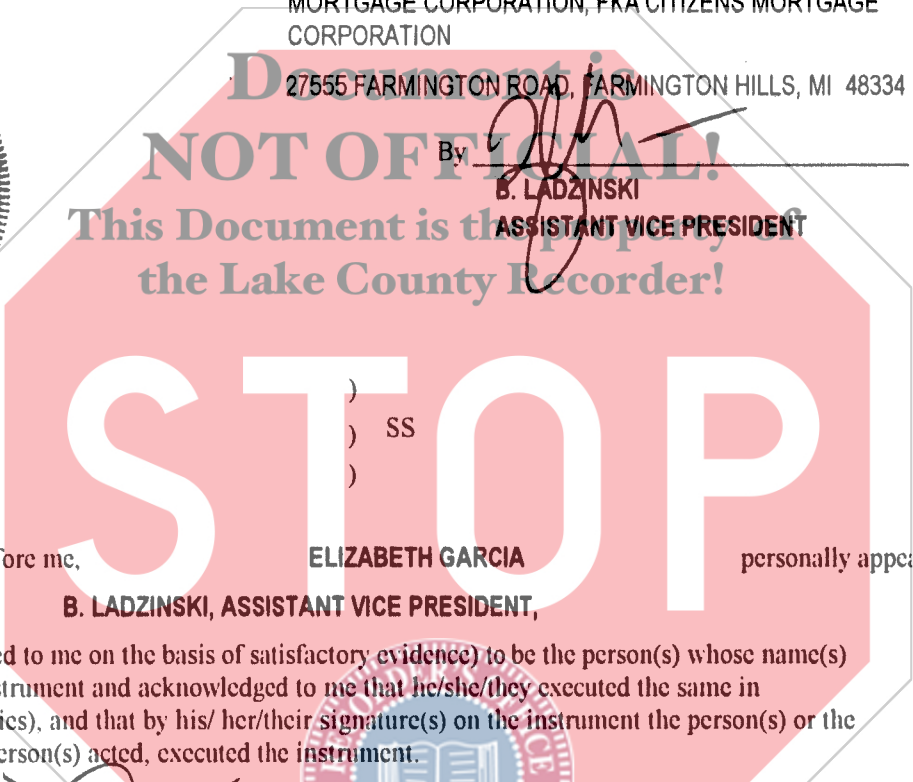 MORTGAGE CORPORATION, FKA CITIZENS MORTGAGE
CORPORATION
Document is
27555 FARMINGTON ROAD, FARMINGTON HILLS, MI 48334
NOT OFFICIAL!
By
B. LADZINSKI
This Document is the property of
ASSISTANT VICE PRESIDENT
the Lake County Recorder!
STOP
)
) SS
)
fore me, ELIZABETH GARCIA personally appea
B. LADZINSKI, ASSISTANT VICE PRESIDENT,
ed to me on the basis of satisfactory evidence) to be the person(s) whose name(s)
strument and acknowledged to me that he/she/they executed the same in
ies), and that by his/ her/their signature(s) on the instrument the person(s) or the
erson(s) acted, executed the instrument.